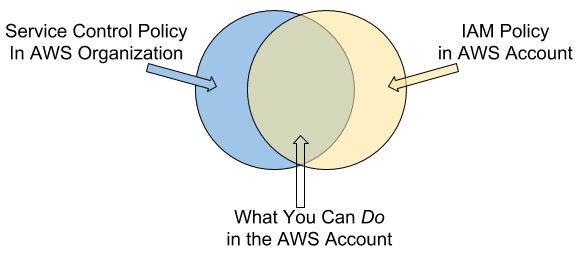 Service Control Policy
In AWS Organization
IAM Policy
in AWS Account
What You Can Do
in the AWS Account